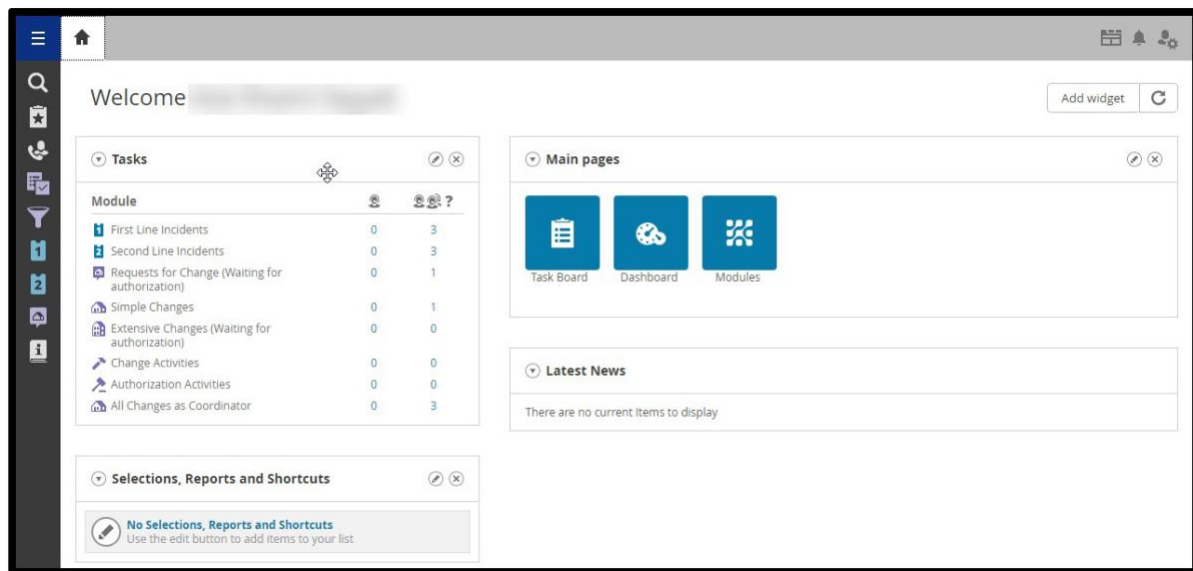 Welcome
Add widget
Tasks
Module ?
1 First Line Incidents 0 3
2 Second Line Incidents 0 3
Requests for Change (Waiting for 0 1
authorization)
Simple Changes 0 1
Extensive Changes (Waiting for 0 0
authorization)
Change Activities 0 0
Authorization Activities 0 0
All Changes as Coordinator 0 3
Selections, Reports and Shortcuts
No Selections, Reports and Shortcuts
Use the edit button to add items to your list
Main pages
Task Board Dashboard Modules
Latest News
There are no current items to display
1
2
i